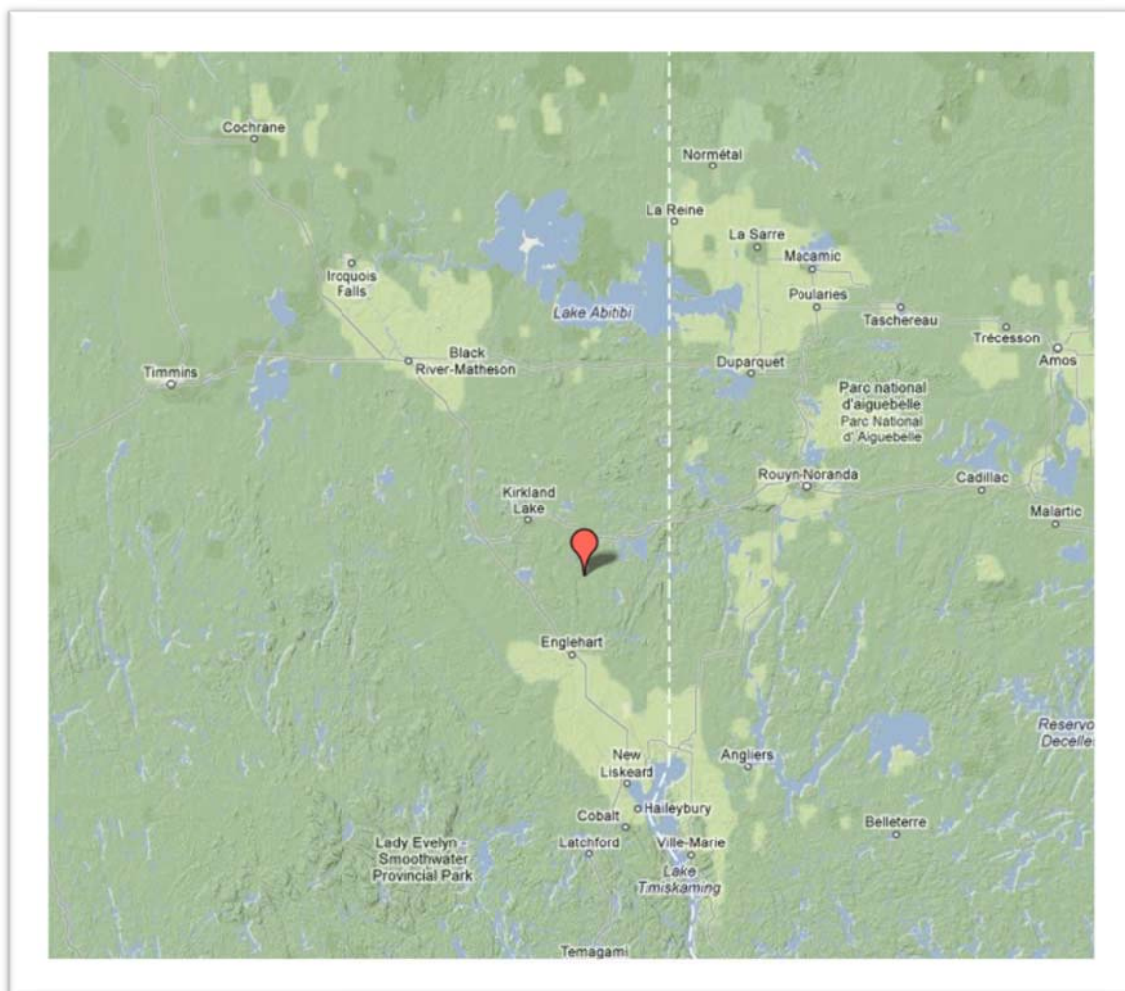 Cochrane
Normétal
La Reine
La Sarre
Macamic
Iroquois
Falls
Poularies
Lake Abitibi
Taschereau
Trécesson
Amos
Black
River-Matheson
Timmins
Duparquet
Parc national
d'aiguebelle
Parc National
d' Aiguebelle
Rouyn-Noranda
Cadillac
Kirkland
Lake
Malartic
Englehart
Reservo
Decelle
New
Liskeard
Angliers
Haileybury
Cobalt
Belleterre
Latchford
Ville-Marie
Lady Evelyn -
Smoothwater
Provincial Park
Lake
Timiskaming
Temagami